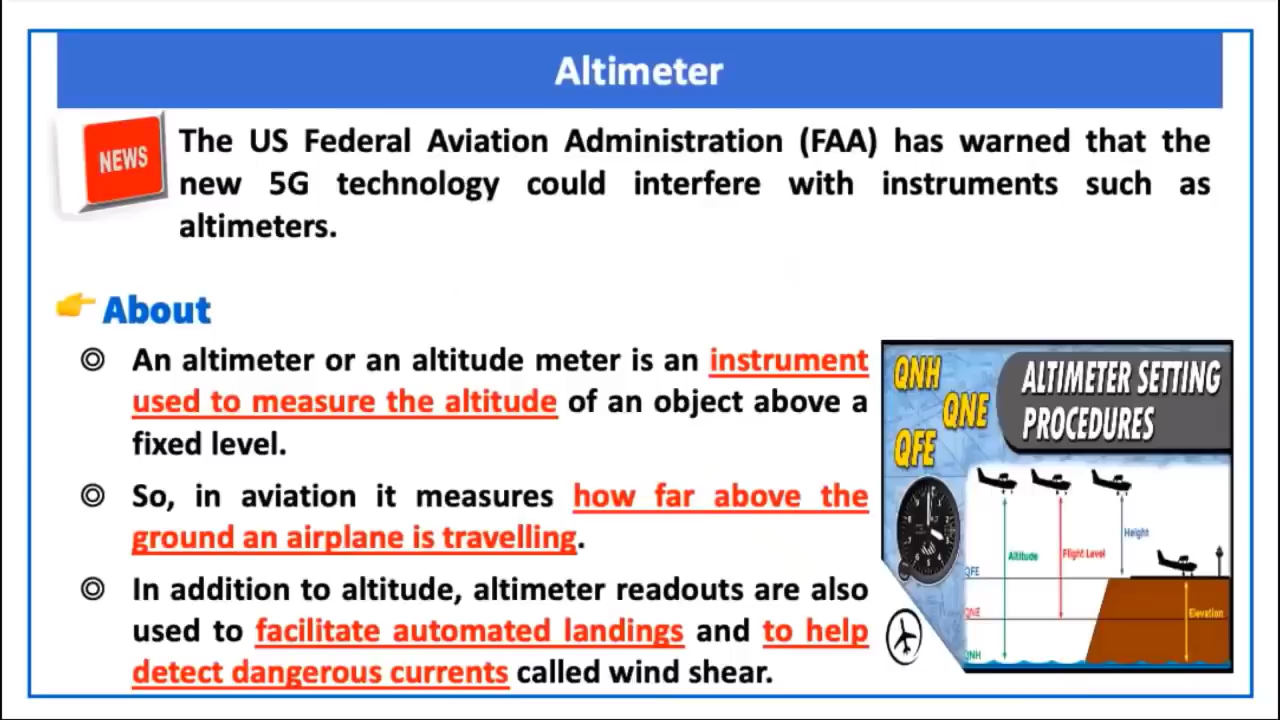 Altimeter
NEWS
The US Federal Aviation Administration (FAA) has warned that the
new 5G technology could interfere with instruments such as
altimeters.
About
An altimeter or an altitude meter is an instrument
used to measure the altitude of an object above a
fixed level.
So, in aviation it measures how far above the
ground an airplane is travelling.
In addition to altitude, altimeter readouts are also
used to facilitate automated landings and to help
detect dangerous currents called wind shear.
QNH
QNE
QFE
ALTIMETER SETTING
PROCEDURES
Altitude
Flight Level
Height
QFE
QNE
QNH
Elevation